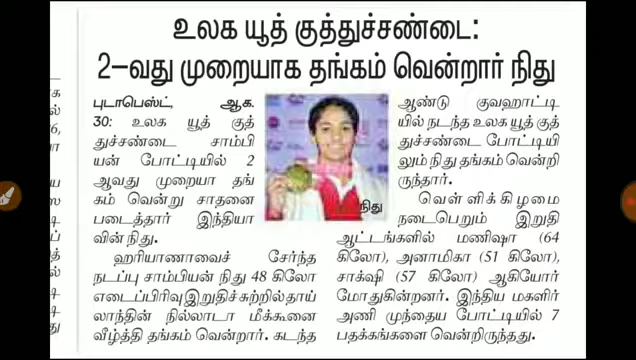 உலக யூத் குத்துச்சண்டை:
2-வது முறையாக தங்கம் வென்றார் நிது
புடாபெஸ்ட், ஆக.
30: உலக யூத் குத்
துச்சண்டை சாம்பி
யன் போட்டியில் 2
ஆவது முறையா தங்
கம் வென்று சாதனை
படைத்தார் இந்தியா
வின் நிது.
ஹரியாணாவைச் சேர்ந்த
நடப்பு சாம்பியன் நிது 48 கிலோ
எடைப்பிரிவு இறுதிச் சுற்றில் தாய்
லாந்தின் நில்லாடா மீக்கூனை
வீழ்த்தி தங்கம் வென்றார். கடந்த
நிது
ஆண்டு குவஹாட்டி
யில் நடந்த உலக யூத் குத்
துச்சண்டை போட்டியி
லும் நிது தங்கம் வென்றி
ருந்தார்.
வெள்ளிக்கிழமை
நடைபெறும் இறுதி
ஆட்டங்களில் மணிஷா (64
கிலோ), அனாமிகா (51 கிலோ),
சாக்ஷி (57 கிலோ) ஆகியோர்
மோதுகின்றனர். இந்திய மகளிர்
அணி முந்தைய போட்டியில் 7
பதக்கங்களை வென்றிருந்தது.